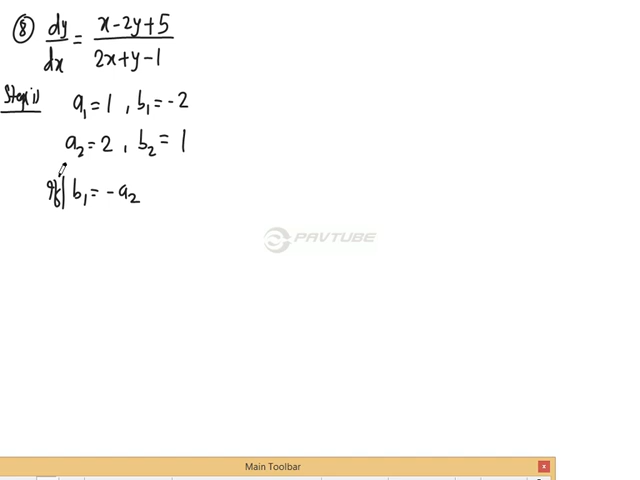 ⑧ dy/dx = x-2y+5/2x+y-1
Step 1)
a₁ = 1 , b₁ = -2
a₂ = 2 , b₂ = 1
If b₁ = -a₂
PAVTUBE
Main Toolbar